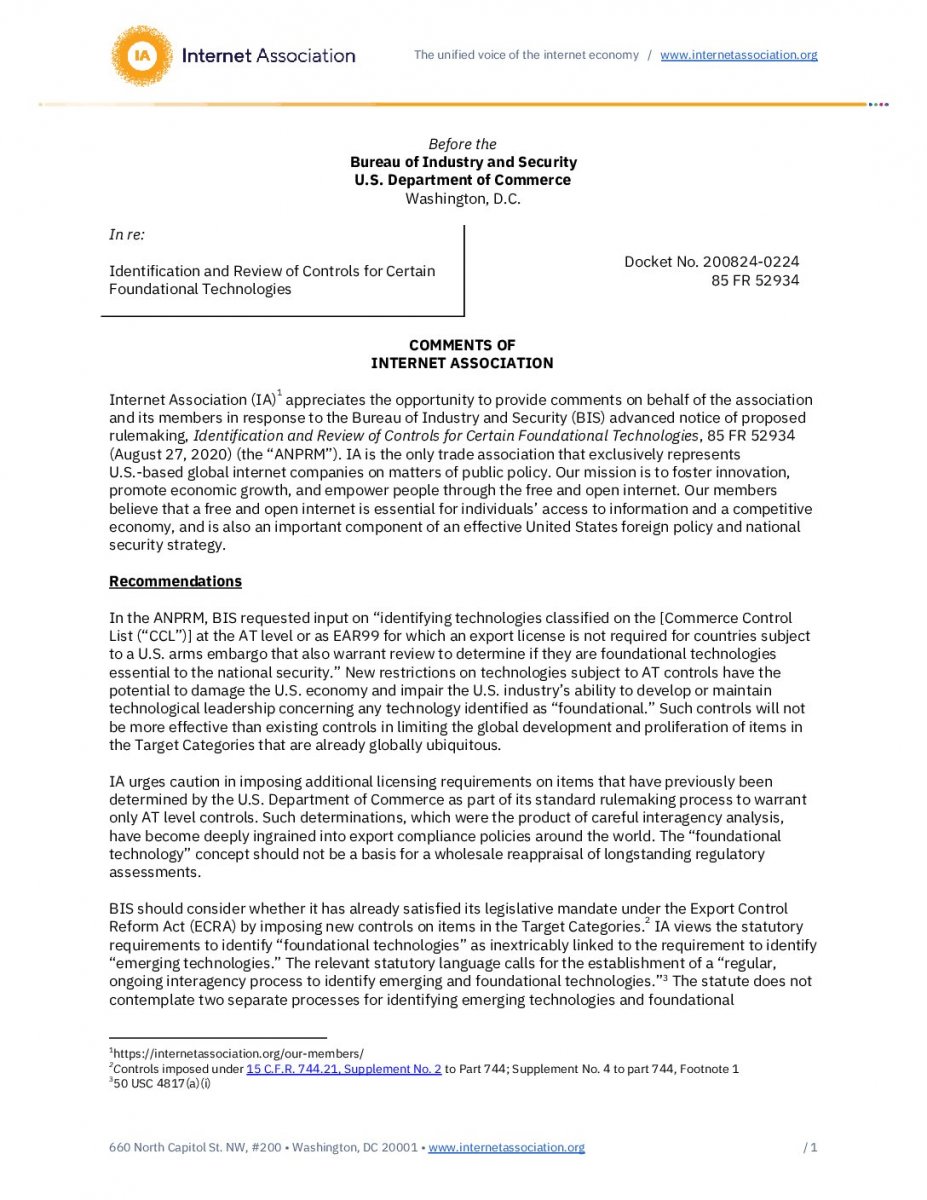 IA Internet Association
The unified voice of the internet economy / www.internetassociation.org
Before the
Bureau of Industry and Security
U.S. Department of Commerce
Washington, D.C.
In re:
Identification and Review of Controls for Certain
Foundational Technologies
Docket No. 200824-0224
85 FR 52934
COMMENTS OF
INTERNET ASSOCIATION
Internet Association (IA)1 appreciates the opportunity to provide comments on behalf of the association
and its members in response to the Bureau of Industry and Security (BIS) advanced notice of proposed
rulemaking, Identification and Review of Controls for Certain Foundational Technologies, 85 FR 52934
(August 27, 2020) (the “ANPRM”). IA is the only trade association that exclusively represents
U.S.-based global internet companies on matters of public policy. Our mission is to foster innovation,
promote economic growth, and empower people through the free and open internet. Our members
believe that a free and open internet is essential for individuals’ access to information and a competitive
economy, and is also an important component of an effective United States foreign policy and national
security strategy.
Recommendations
In the ANPRM, BIS requested input on “identifying technologies classified on the [Commerce Control
List (“CCL”)] at the AT level or as EAR99 for which an export license is not required for countries subject
to a U.S. arms embargo that also warrant review to determine if they are foundational technologies
essential to the national security.” New restrictions on technologies subject to AT controls have the
potential to damage the U.S. economy and impair the U.S. industry’s ability to develop or maintain
technological leadership concerning any technology identified as “foundational.” Such controls will not
be more effective than existing controls in limiting the global development and proliferation of items in
the Target Categories that are already globally ubiquitous.
IA urges caution in imposing additional licensing requirements on items that have previously been
determined by the U.S. Department of Commerce as part of its standard rulemaking process to warrant
only AT level controls. Such determinations, which were the product of careful interagency analysis,
have become deeply ingrained into export compliance policies around the world. The “foundational
technology” concept should not be a basis for a wholesale reappraisal of longstanding regulatory
assessments.
BIS should consider whether it has already satisfied its legislative mandate under the Export Control
Reform Act (ECRA) by imposing new controls on items in the Target Categories.2 IA views the statutory
requirements to identify “foundational technologies” as inextricably linked to the requirement to identify
“emerging technologies.” The relevant statutory language calls for the establishment of a “regular,
ongoing interagency process to identify emerging and foundational technologies.”3 The statute does not
contemplate two separate processes for identifying emerging technologies and foundational
1https://internetassociation.org/our-members/
2Controls imposed under 15 C.F.R. 744.21, Supplement No. 2 to Part 744; Supplement No. 4 to part 744, Footnote 1
350 USC 4817(a)(i)
660 North Capitol St. NW, #200 • Washington, DC 20001 • www.internetassociation.org
/ 1